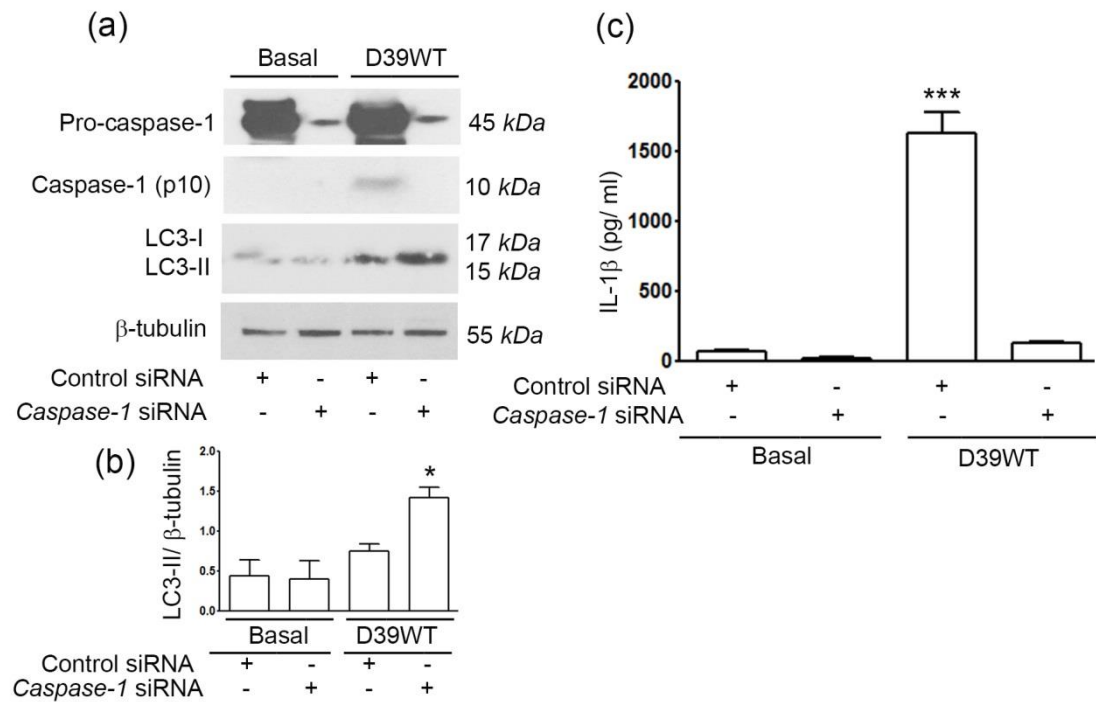 (a)
Basal D39WT
Pro-caspase-1 45 kDa
Caspase-1 (p10) 10 kDa
LC3-I 17 kDa
LC3-II 15 kDa
β-tubulin 55 kDa
Control siRNA + - + -
Caspase-1 siRNA - + - +
(b)
LC3-II/ β-tubulin
2.0
1.5
1.0
0.5
0.0
*
Basal D39WT
Control siRNA + - + -
Caspase-1 siRNA - + - +
(c)
IL-1β (pg/ ml)
2000
1500
1000
500
0
***
Control siRNA + - + -
Caspase-1 siRNA - + - +
Basal D39WT